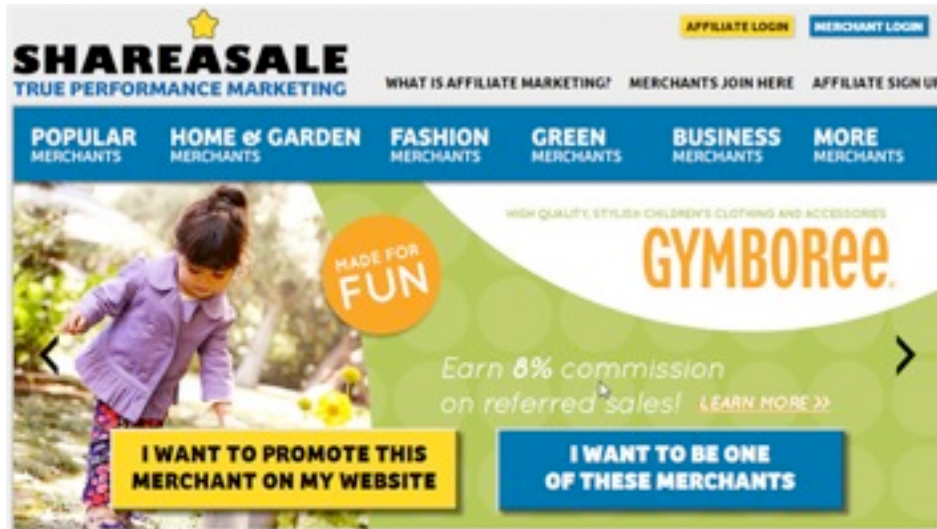 AFFILIATE LOGIN
MERCHANT LOGIN
SHAREASALE
TRUE PERFORMANCE MARKETING
WHAT IS AFFILIATE MARKETING?
MERCHANTS JOIN HERE
AFFILIATE SIGN UP
POPULAR
MERCHANTS
HOME & GARDEN
MERCHANTS
FASHION
MERCHANTS
GREEN
MERCHANTS
BUSINESS
MERCHANTS
MORE
MERCHANTS
HIGH QUALITY, STYLISH CHILDREN'S CLOTHING AND ACCESSORIES
GYMBOREE
MADE FOR
FUN
Earn 8% commission
on referred sales! LEARN MORE >>
I WANT TO PROMOTE THIS
MERCHANT ON MY WEBSITE
I WANT TO BE ONE
OF THESE MERCHANTS